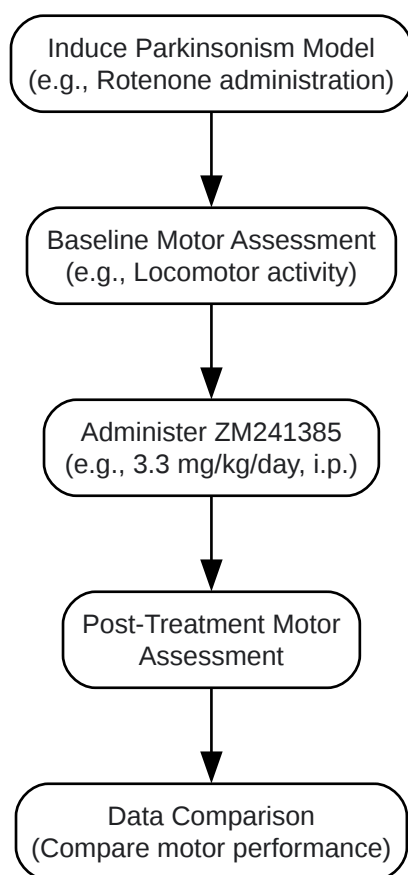 Induce Parkinsonism Model
(e.g., Rotenone administration)
Baseline Motor Assessment
(e.g., Locomotor activity)
Administer ZM241385
(e.g., 3.3 mg/kg/day, i.p.)
Post-Treatment Motor
Assessment
Data Comparison
(Compare motor performance)